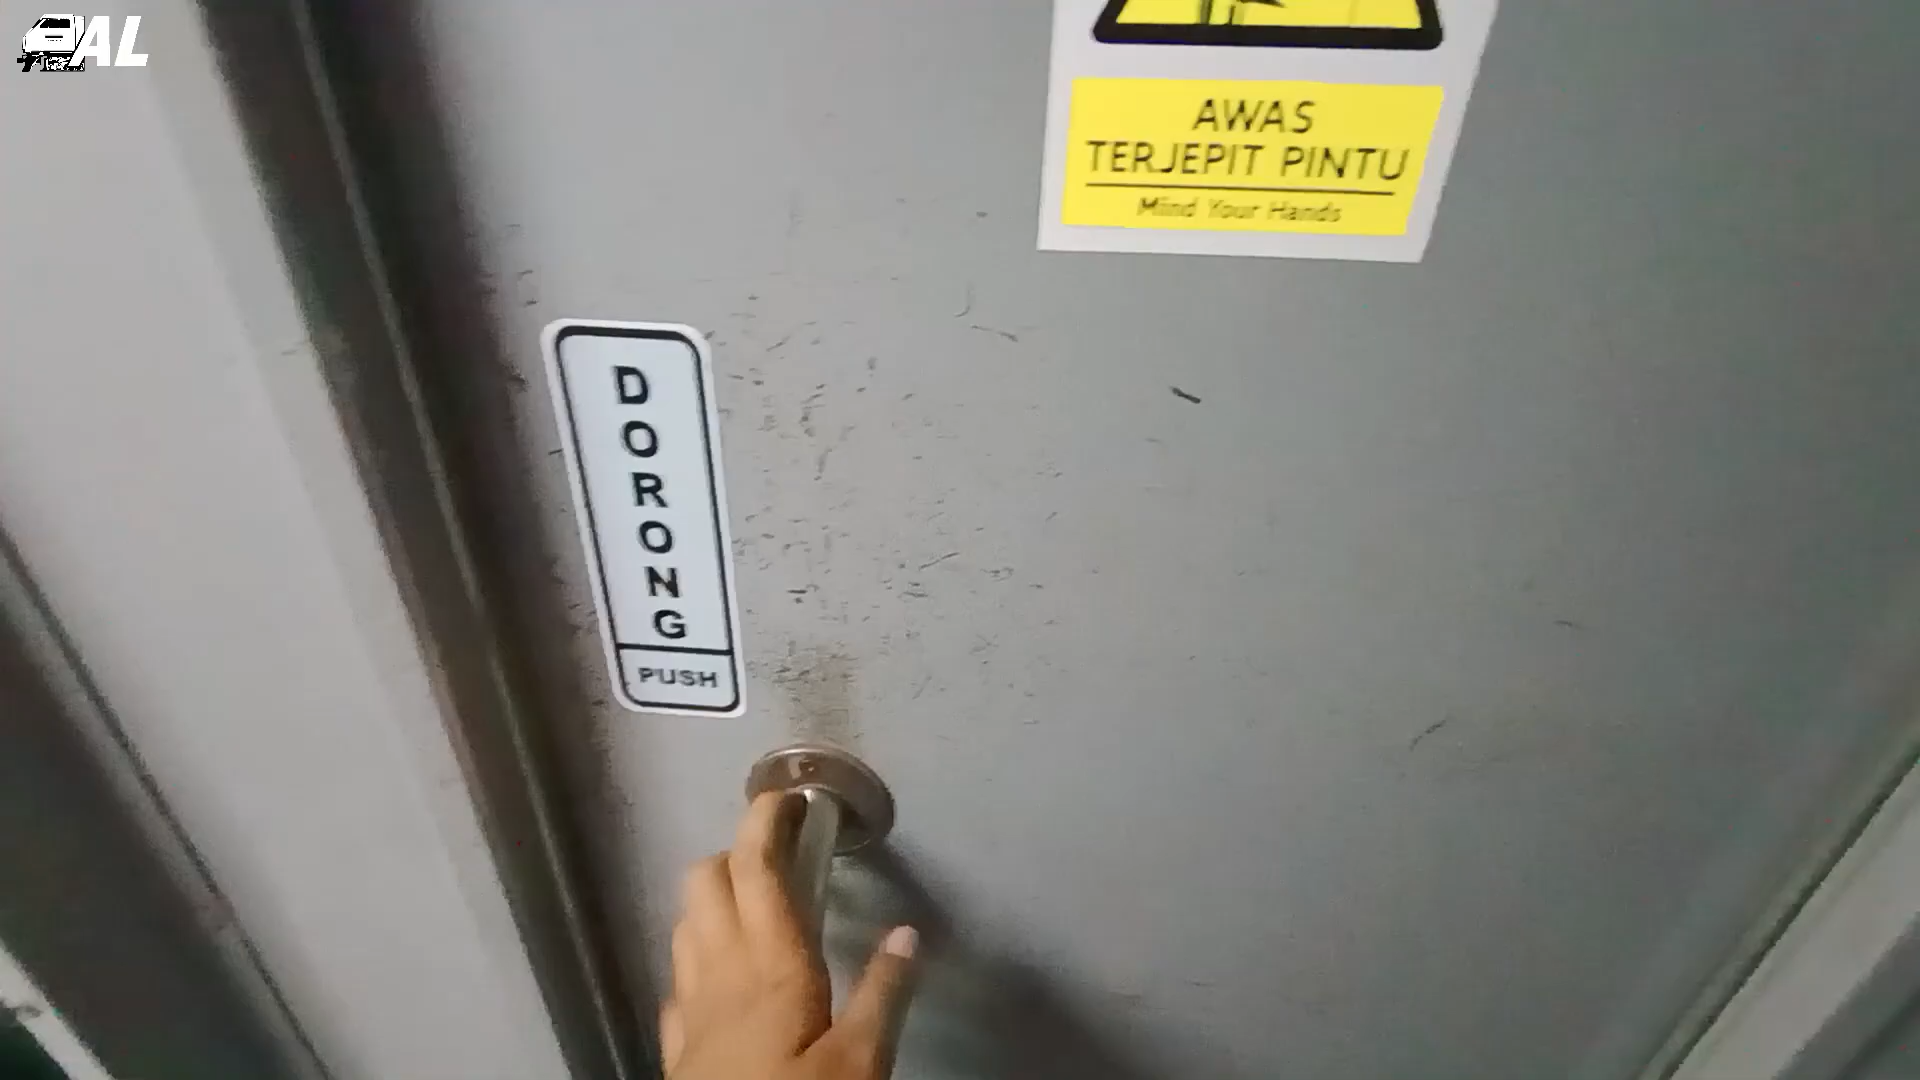 AWAS
TERJEPIT PINTU
Mind Your Hands
DORONG
PUSH
AL